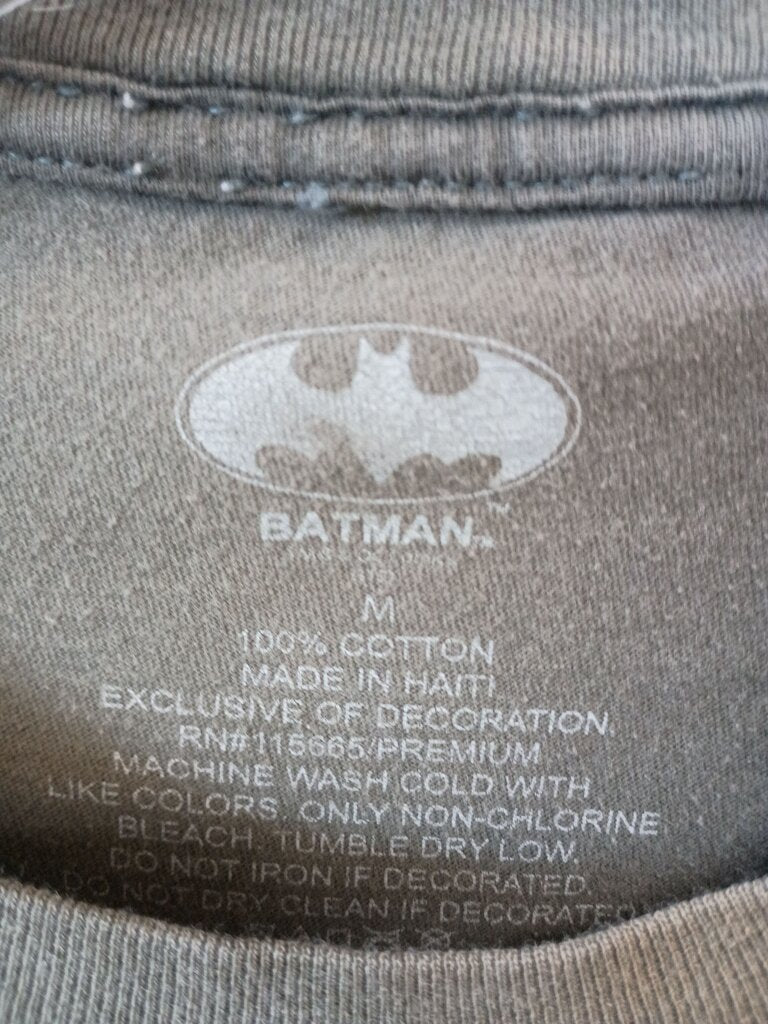 BATMAN™
M
100% COTTON
MADE IN HAITI
EXCLUSIVE OF DECORATION.
RN#115665/PREMIUM
MACHINE WASH COLD WITH
LIKE COLORS. ONLY NON-CHLORINE
BLEACH. TUMBLE DRY LOW.
DO NOT IRON IF DECORATED.
DO NOT DRY CLEAN IF DECORATED